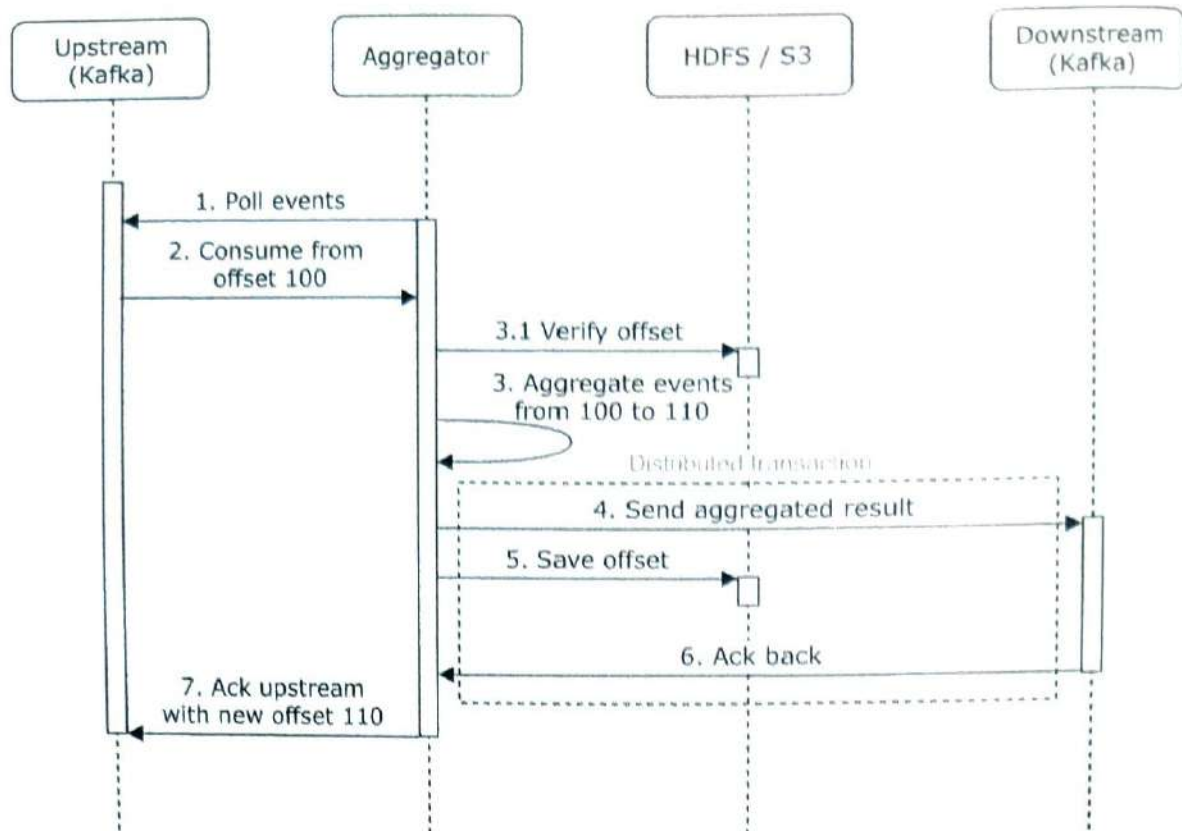 Upstream
(Kafka)
Aggregator
HDFS / S3
Downstream
(Kafka)
1. Poll events
2. Consume from
offset 100
3.1 Verify offset
3. Aggregate events
from 100 to 110
Distributed transaction
4. Send aggregated result
5. Save offset
6. Ack back
7. Ack upstream
with new offset 110